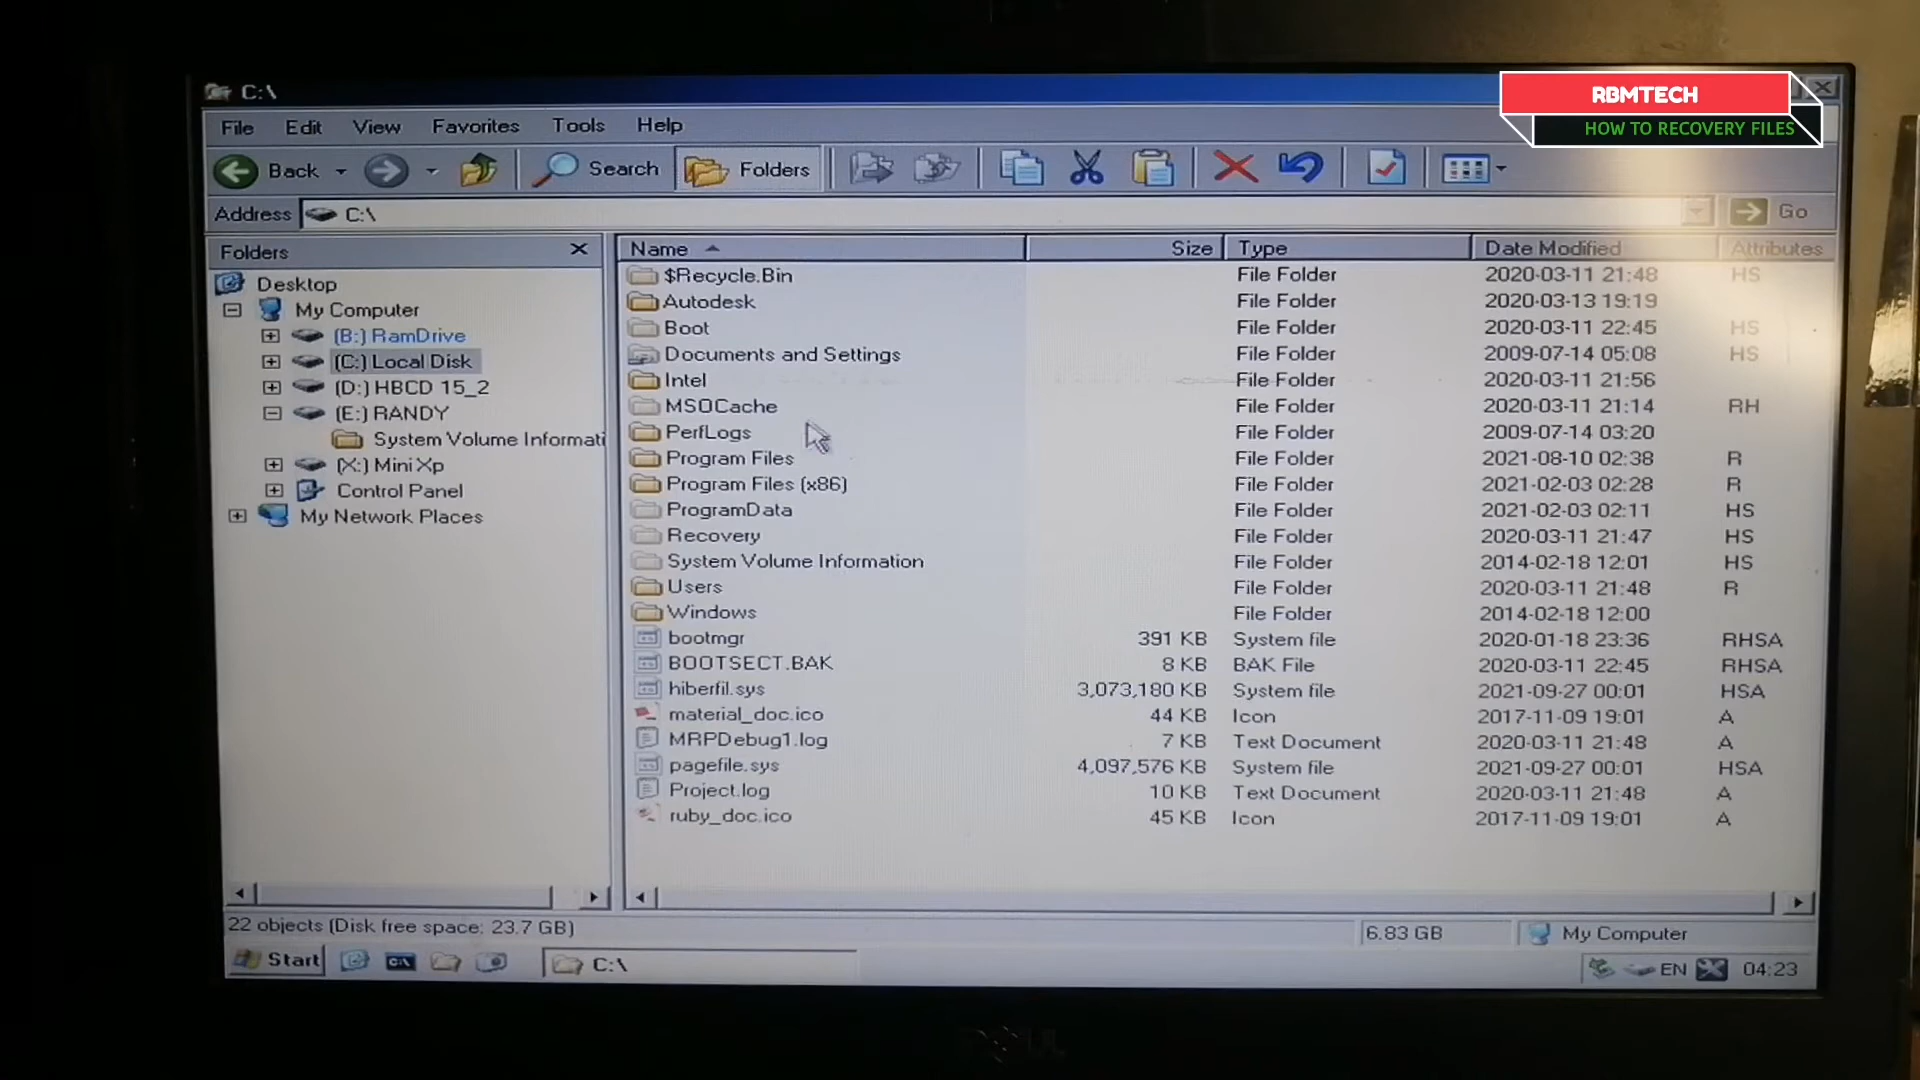 RBMTECH
HOW TO RECOVERY FILES
C:\
File Edit View Favorites Tools Help
Back Search Folders
Address C:\ Go
Folders
Desktop
My Computer
(B:) RamDrive
(C:) Local Disk
(D:) HBCD 15_2
(E:) RANDY
System Volume Informati
(X:) Mini Xp
Control Panel
My Network Places
Name Size Type Date Modified Attributes
$Recycle.Bin File Folder 2020-03-11 21:48 HS
Autodesk File Folder 2020-03-13 19:19
Boot File Folder 2020-03-11 22:45 HS
Documents and Settings File Folder 2009-07-14 05:08 HS
Intel File Folder 2020-03-11 21:56
MSOCache File Folder 2020-03-11 21:14 RH
PerfLogs File Folder 2009-07-14 03:20
Program Files File Folder 2021-08-10 02:38 R
Program Files (x86) File Folder 2021-02-03 02:28 R
ProgramData File Folder 2021-02-03 02:11 HS
Recovery File Folder 2020-03-11 21:47 HS
System Volume Information File Folder 2014-02-18 12:01 HS
Users File Folder 2020-03-11 21:48 R
Windows File Folder 2014-02-18 12:00
bootmgr 391 KB System file 2020-01-18 23:36 RHSA
BOOTSECT.BAK 8 KB BAK File 2020-03-11 22:45 RHSA
hiberfil.sys 3,073,180 KB System file 2021-09-27 00:01 HSA
material_doc.ico 44 KB Icon 2017-11-09 19:01 A
MRPDebug1.log 7 KB Text Document 2020-03-11 21:48 A
pagefile.sys 4,097,576 KB System file 2021-09-27 00:01 HSA
Project.log 10 KB Text Document 2020-03-11 21:48 A
ruby_doc.ico 45 KB Icon 2017-11-09 19:01 A
22 objects (Disk free space: 23.7 GB) 6.83 GB My Computer
Start C:\ C:\ EN 04:23
DELL